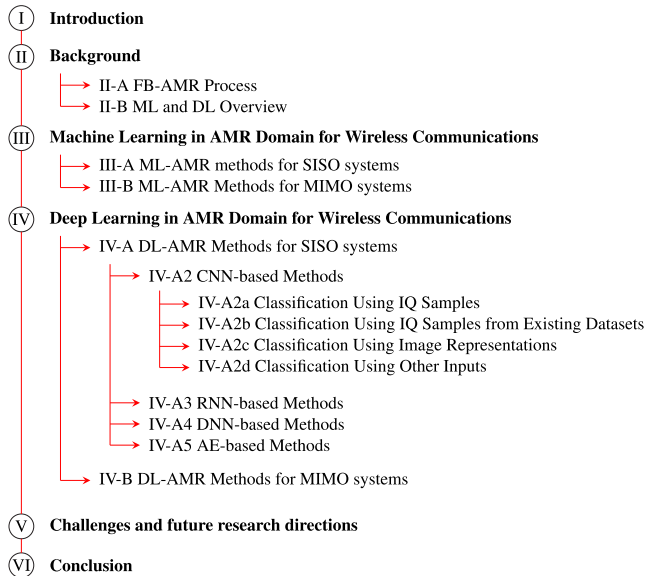 I Introduction
II Background
II-A FB-AMR Process
II-B ML and DL Overview
III Machine Learning in AMR Domain for Wireless Communications
III-A ML-AMR methods for SISO systems
III-B ML-AMR Methods for MIMO systems
IV Deep Learning in AMR Domain for Wireless Communications
IV-A DL-AMR Methods for SISO systems
IV-A2 CNN-based Methods
IV-A2a Classification Using IQ Samples
IV-A2b Classification Using IQ Samples from Existing Datasets
IV-A2c Classification Using Image Representations
IV-A2d Classification Using Other Inputs
IV-A3 RNN-based Methods
IV-A4 DNN-based Methods
IV-A5 AE-based Methods
IV-B DL-AMR Methods for MIMO systems
V Challenges and future research directions
VI Conclusion